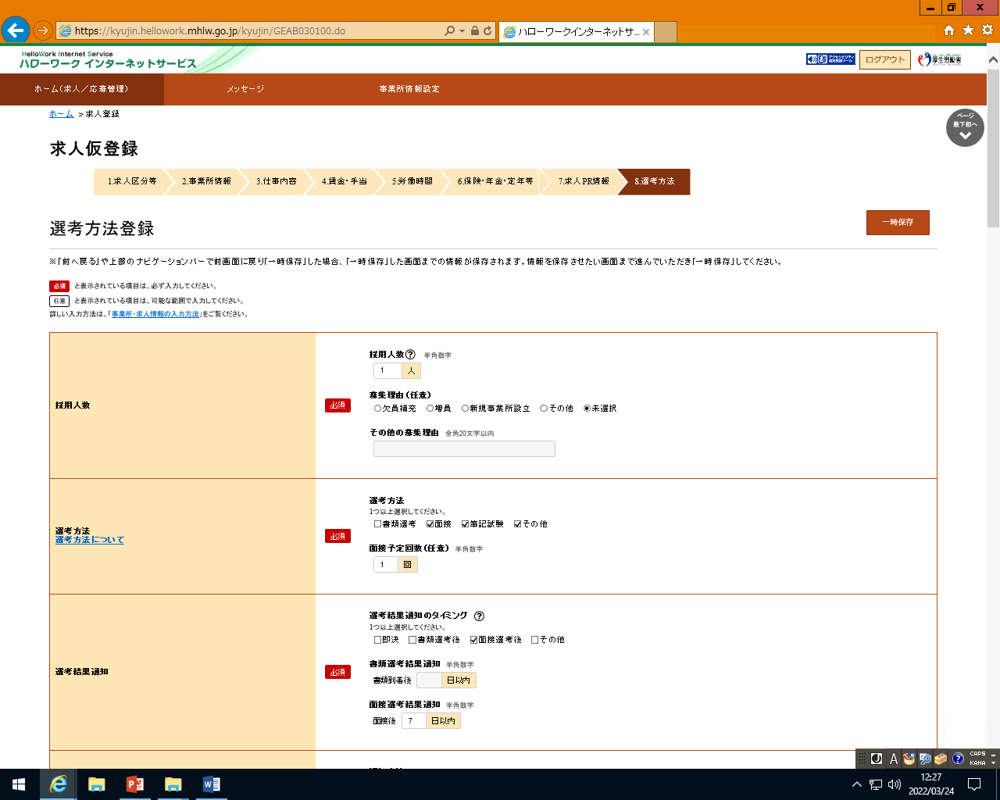 https://kyujin.hellowork.mhlw.go.jp/kyujin/GEAB030100.do
ハローワークインターネットサ...
HelloWork Internet Service
ハローワーク インターネットサービス
ログアウト
厚生労働省
ホーム(求人／応募管理)
メッセージ
事業所情報設定
ホーム ＞求人登録
ページ
最下部へ
求人仮登録
1.求人区分等
2.事業所情報
3.仕事内容
4.賃金・手当
5.労働時間
6.保険・年金・定年等
7.求人PR情報
8.選考方法
選考方法登録
一時保存
※「前へ戻る」や上部のナビゲーションバーで前画面に戻り「一時保存」した場合、「一時保存」した画面までの情報が保存されます。情報を保存させたい画面まで進んでいただき「一時保存」してください。
必須 と表示されている項目は、必ず入力してください。
任意 と表示されている項目は、可能な範囲で入力してください。
詳しい入力方法は、「事業所・求人情報の入力方法」をご覧ください。
採用人数
必須
採用人数 ? 半角数字
1 人
募集理由(任意)
欠員補充 増員 新規事業所設立 その他 未選択
その他の募集理由 全角20文字以内
選考方法
選考方法について
必須
選考方法
1つ以上選択してください。
書類選考 面接 筆記試験 その他
面接予定回数(任意) 半角数字
1 回
選考結果通知
必須
選考結果通知のタイミング ?
1つ以上選択してください。
即決 書類選考後 面接選考後 その他
書類選考結果通知 半角数字
書類到着後 日以内
面接選考結果通知 半角数字
面接後 7 日以内
A
CAPS
KANA
12:27
2022/03/24